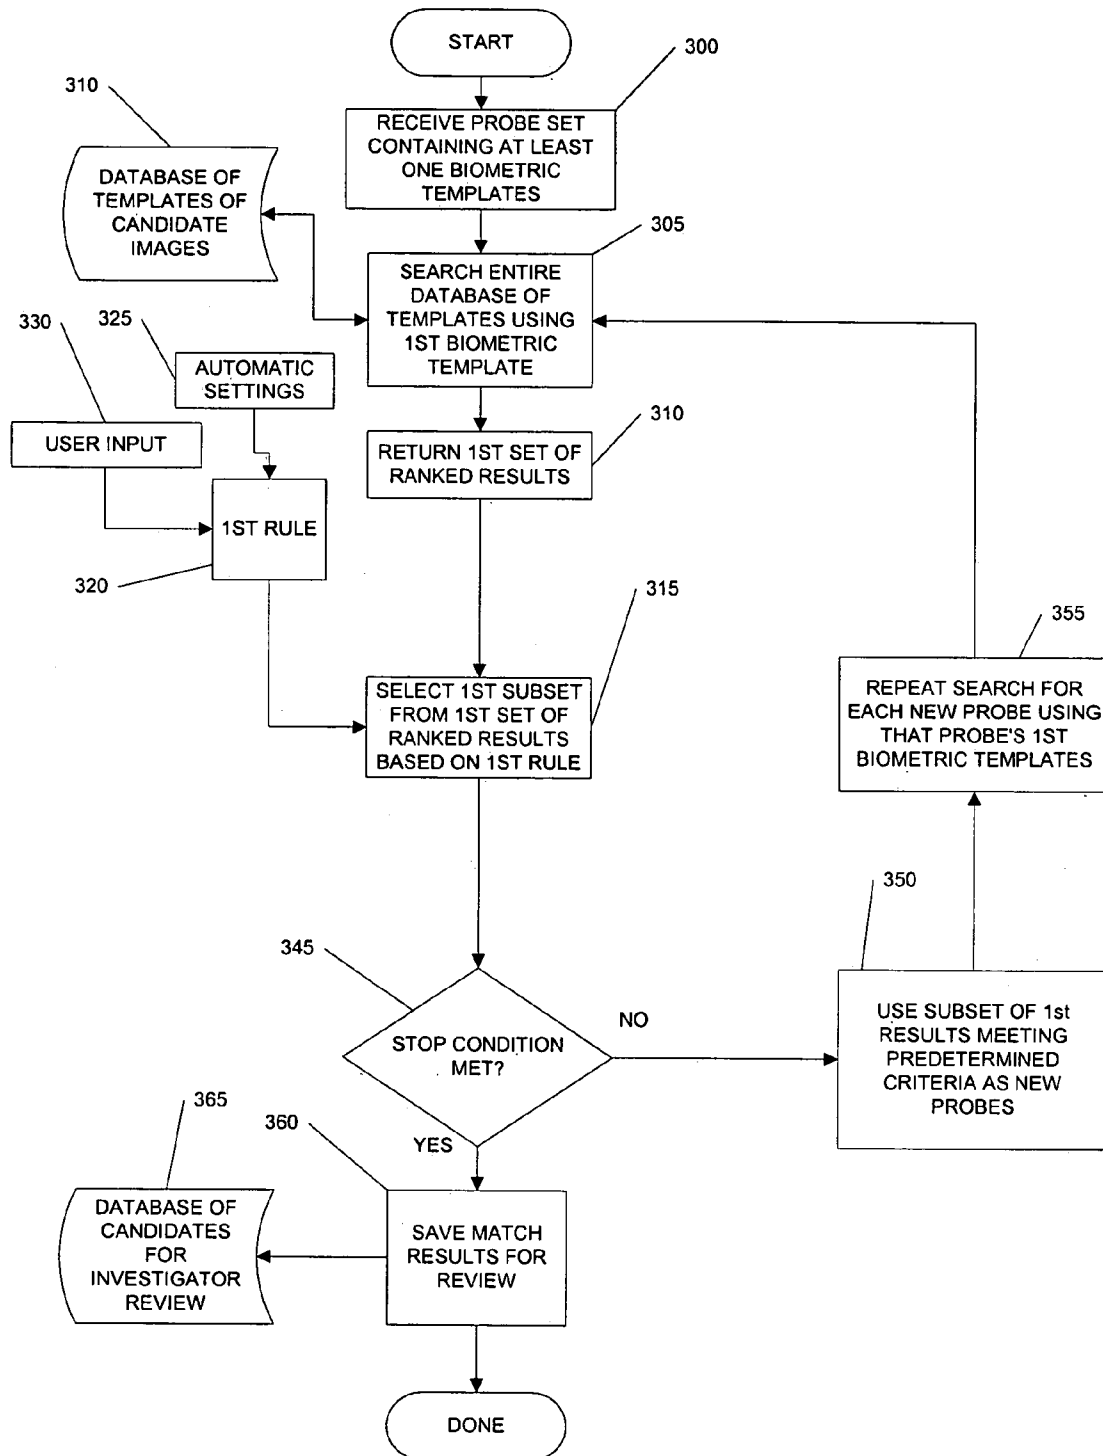 START
300
RECEIVE PROBE SET
CONTAINING AT LEAST
ONE BIOMETRIC
TEMPLATES
310
DATABASE OF
TEMPLATES OF
CANDIDATE
IMAGES
305
SEARCH ENTIRE
DATABASE OF
TEMPLATES USING
1ST BIOMETRIC
TEMPLATE
330
325
AUTOMATIC
SETTINGS
USER INPUT
310
RETURN 1ST SET OF
RANKED RESULTS
1ST RULE
320
315
SELECT 1ST SUBSET
FROM 1ST SET OF
RANKED RESULTS
BASED ON 1ST RULE
355
REPEAT SEARCH FOR
EACH NEW PROBE USING
THAT PROBE'S 1ST
BIOMETRIC TEMPLATES
350
345
STOP CONDITION
MET?
NO
USE SUBSET OF 1st
RESULTS MEETING
PREDETERMINED
CRITERIA AS NEW
PROBES
YES
365
360
DATABASE OF
CANDIDATES
FOR
INVESTIGATOR
REVIEW
SAVE MATCH
RESULTS FOR
REVIEW
DONE